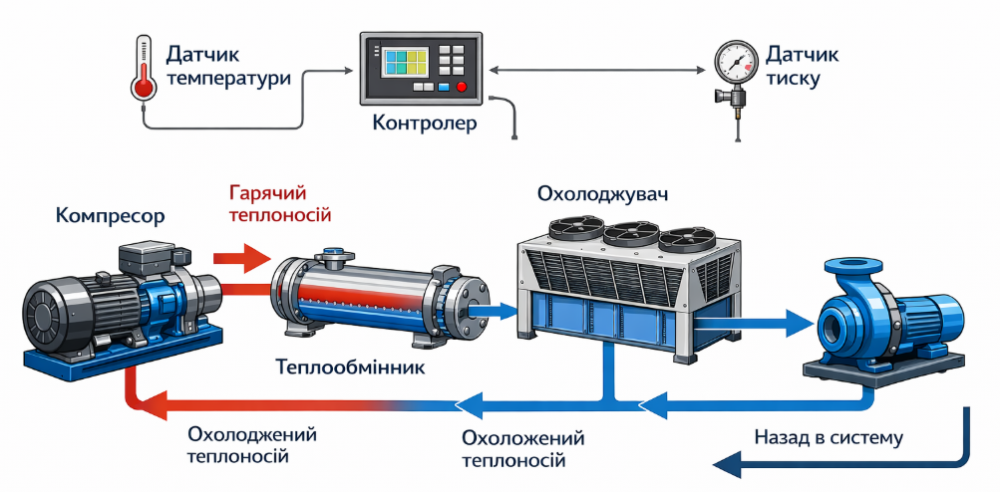 Датчик
температури
Контролер
Датчик
тиску
Компресор
Гарячий
теплоносій
Охолоджувач
Теплообмінник
Охолоджений
теплоносій
Охоложений
теплоносій
Назад в систему